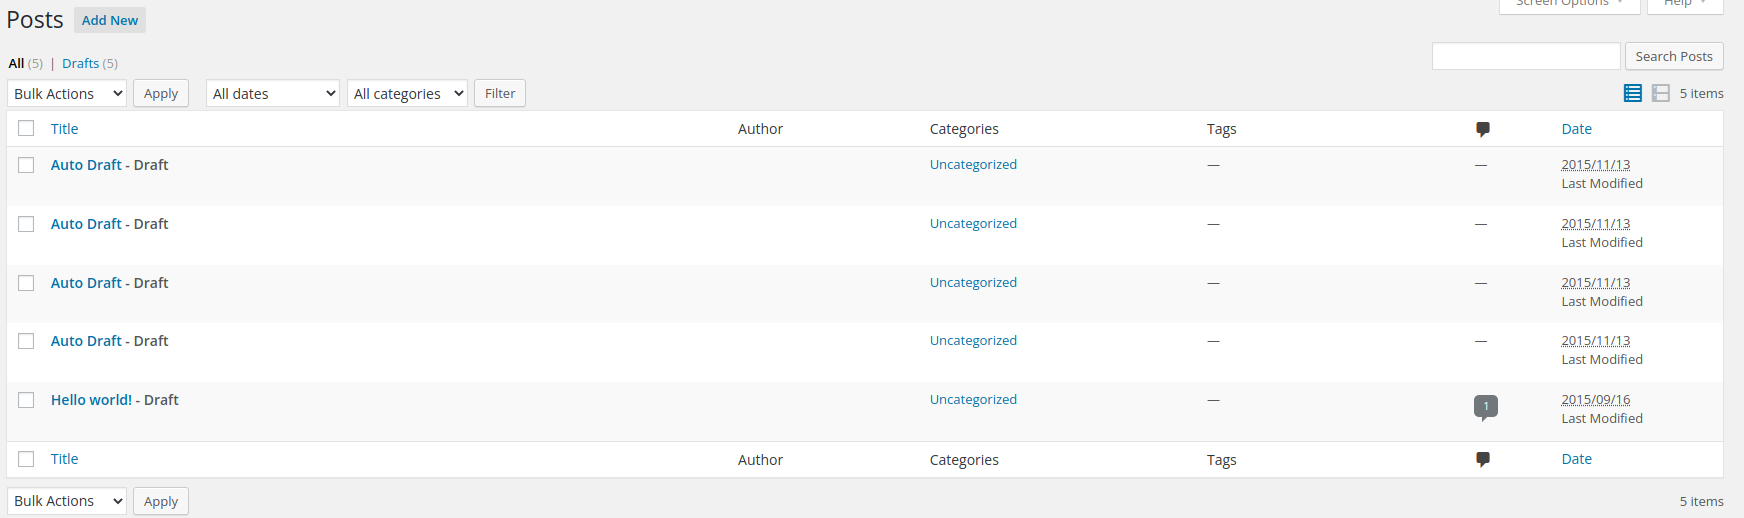 Screen Options Help
Posts Add New
All (5) | Drafts (5)
Search Posts
Bulk Actions Apply All dates All categories Filter 5 items
Title Author Categories Tags Date
Auto Draft - Draft Uncategorized — — 2015/11/13
Last Modified
Auto Draft - Draft Uncategorized — — 2015/11/13
Last Modified
Auto Draft - Draft Uncategorized — — 2015/11/13
Last Modified
Auto Draft - Draft Uncategorized — — 2015/11/13
Last Modified
Hello world! - Draft Uncategorized — 1 2015/09/16
Last Modified
Title Author Categories Tags Date
Bulk Actions Apply 5 items